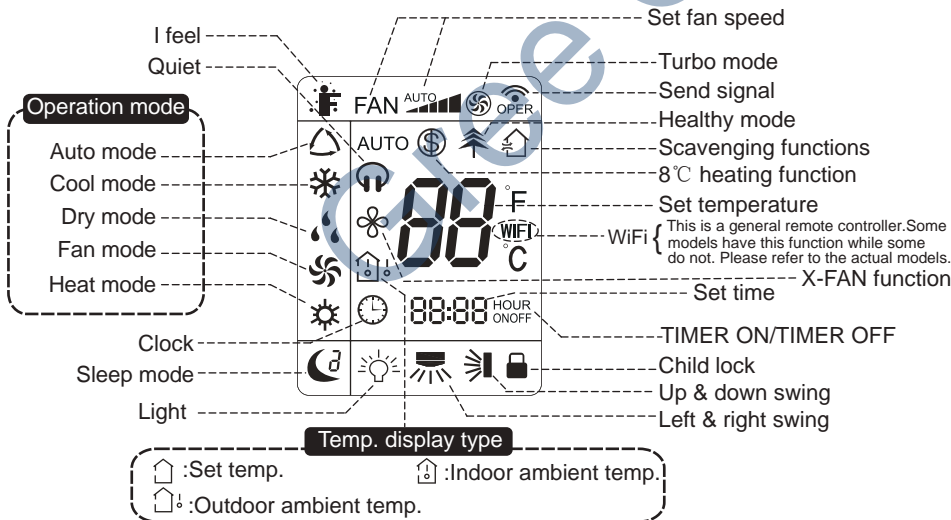 Set fan speed
I feel
Quiet
Turbo mode
Send signal
Healthy mode
Scavenging functions
8℃ heating function
Set temperature
WiFi { This is a general remote controller.Some
models have this function while some
do not. Please refer to the actual models.
X-FAN function
Set time
TIMER ON/TIMER OFF
Child lock
Up & down swing
Left & right swing
Operation mode
Auto mode
Cool mode
Dry mode
Fan mode
Heat mode
Clock
Sleep mode
Light
FAN AUTO OPER
AUTO
88 °F
WIFI
°C
88:88 HOUR
ONOFF
Temp. display type
:Set temp. :Indoor ambient temp.
:Outdoor ambient temp.
Gree